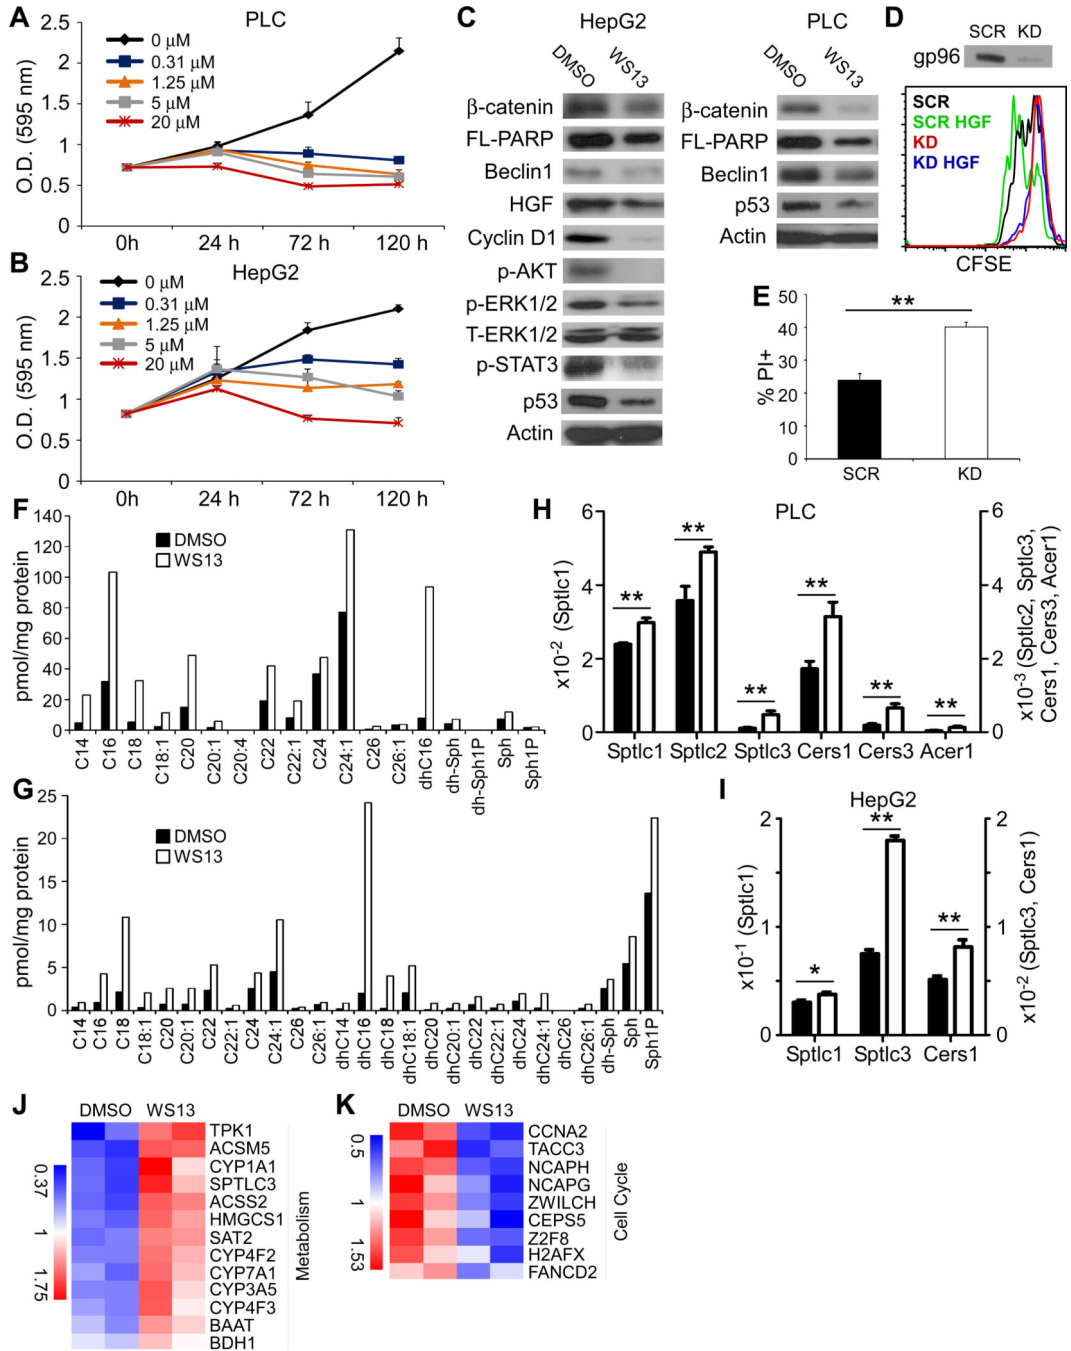 A
PLC
2.5
2
1.5
1
0.5
0
O.D. (595 nm)
0 μM
0.31 μM
1.25 μM
5 μM
20 μM
0h
24 h
72 h
120 h
B
HepG2
2.5
2
1.5
1
0.5
0
O.D. (595 nm)
0 μM
0.31 μM
1.25 μM
5 μM
20 μM
0h
24 h
72 h
120 h
C
HepG2
DMSO
WS13
β-catenin
FL-PARP
Beclin1
HGF
Cyclin D1
p-AKT
p-ERK1/2
T-ERK1/2
p-STAT3
p53
Actin
PLC
DMSO
WS13
β-catenin
FL-PARP
Beclin1
p53
Actin
D
SCR KD
gp96
SCR
SCR HGF
KD
KD HGF
CFSE
E
**
50
40
30
20
10
0
% PI+
SCR
KD
F
140
120
100
80
60
40
20
0
pmol/mg protein
DMSO
WS13
C14
C16
C18
C18:1
C20
C20:1
C20:4
C22
C22:1
C24
C24:1
C26
C26:1
dhC16
dh-Sph
dh-Sph1P
Sph
Sph1P
G
25
20
15
10
5
0
pmol/mg protein
DMSO
WS13
C14
C16
C18
C18:1
C20
C20:1
C22
C22:1
C24
C24:1
C26
C26:1
dhC14
dhC16
dhC18
dhC18:1
dhC20
dhC20:1
dhC22
dhC22:1
dhC24
dhC24:1
dhC26
dhC26:1
dh-Sph
Sph
Sph1P
H
PLC
6
4
2
0
x10-2 (Sptlc1)
**
**
**
**
**
**
6
4
2
0
x10-3 (Sptlc2, Sptlc3,
Cers1, Cers3, Acer1)
Sptlc1
Sptlc2
Sptlc3
Cers1
Cers3
Acer1
I
HepG2
2
1
0
x10-1 (Sptlc1)
*
**
**
2
1
0
x10-2 (Sptlc3, Cers1)
Sptlc1
Sptlc3
Cers1
J
DMSO WS13
0.37
1
1.75
TPK1
ACSM5
CYP1A1
SPTLC3
ACSS2
HMGCS1
SAT2
CYP4F2
CYP7A1
CYP3A5
CYP4F3
BAAT
BDH1
Metabolism
K
DMSO WS13
0.5
1
1.53
CCNA2
TACC3
NCAPH
NCAPG
ZWILCH
CEPS5
Z2F8
H2AFX
FANCD2
Cell Cycle